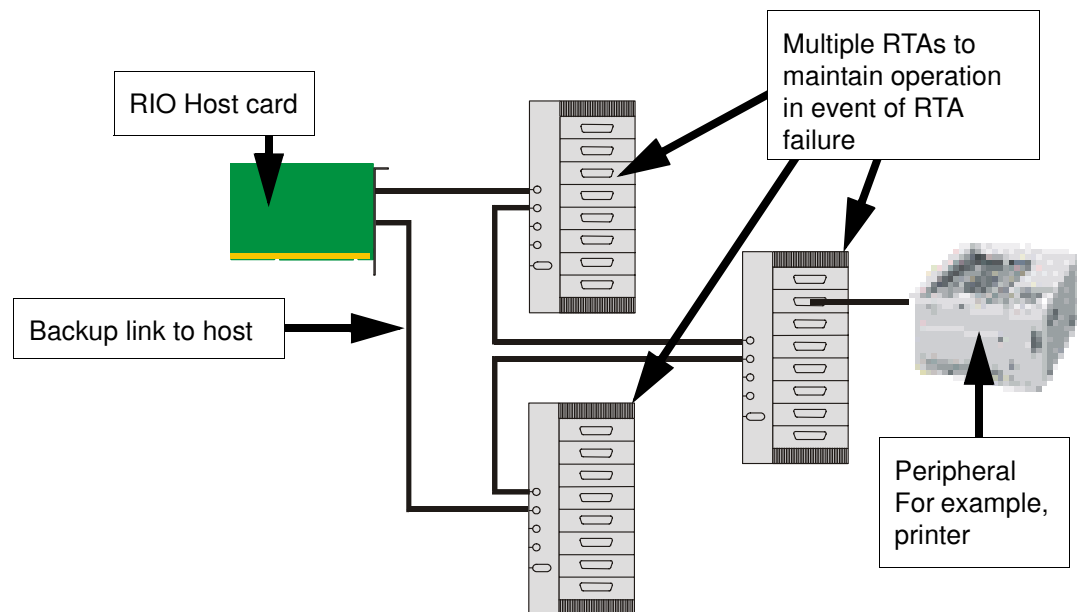 RIO Host card
Multiple RTAs to
maintain operation
in event of RTA
failure
Backup link to host
Peripheral
For example,
printer